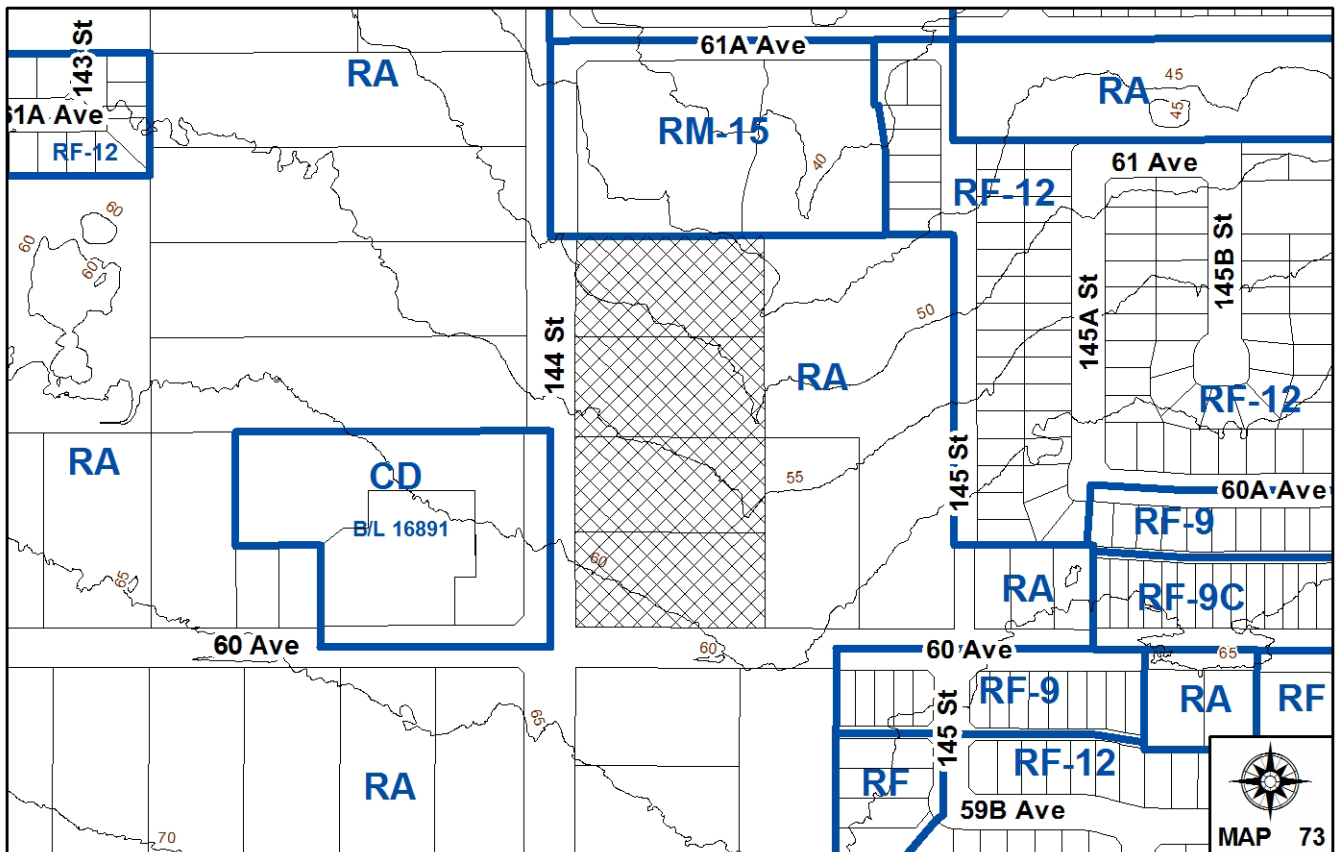 143 St
61A Ave
RA
RA
45
45
61A Ave
RM-15
40
RF-12
61 Ave
RF-12
60
60
60
145B St
50
145A St
144 St
RA
RF-12
RA
CD
55
145 St
60A Ave
B/L 16891
RF-9
60
65
RA
RF-9C
60 Ave
60
60 Ave
65
RF-9
RA
RF
65
145 St
RF-12
RA
RF
59B Ave
70
MAP 73